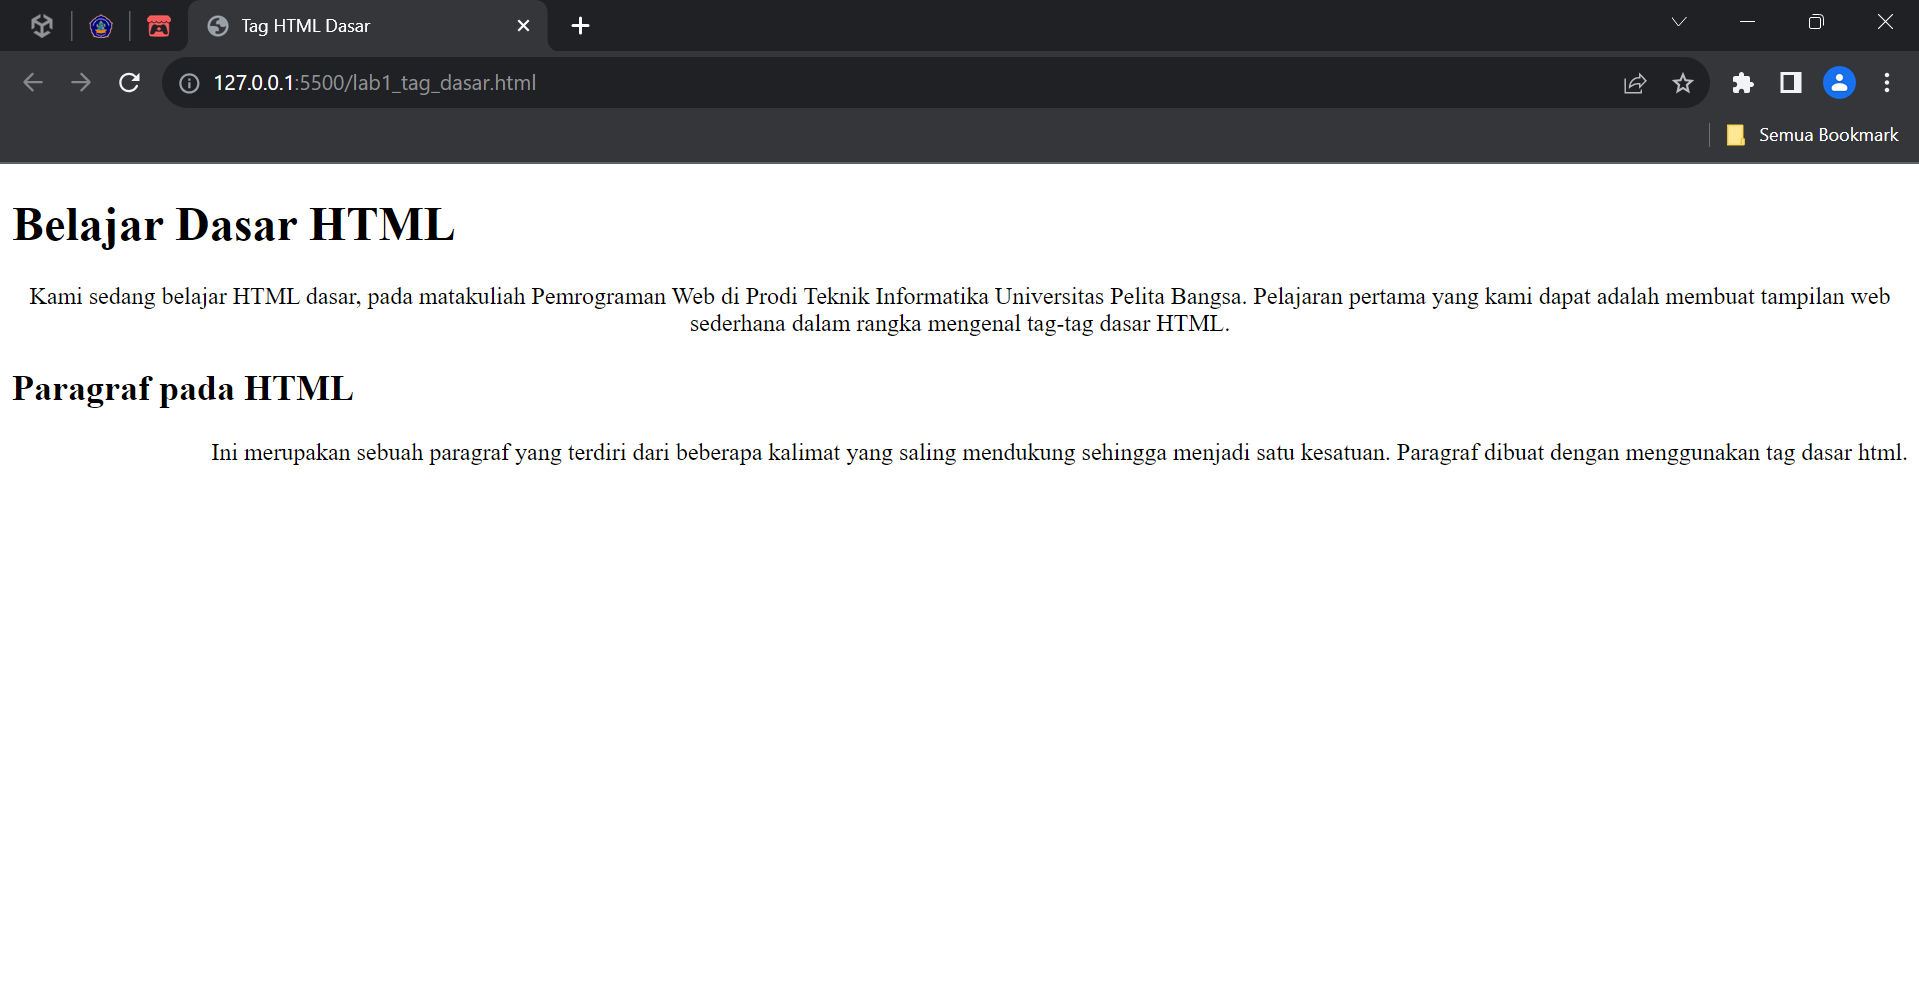 Tag HTML Dasar
127.0.0.1:5500/lab1_tag_dasar.html
Semua Bookmark
Belajar Dasar HTML
Kami sedang belajar HTML dasar, pada matakuliah Pemrograman Web di Prodi Teknik Informatika Universitas Pelita Bangsa. Pelajaran pertama yang kami dapat adalah membuat tampilan web
sederhana dalam rangka mengenal tag-tag dasar HTML.
Paragraf pada HTML
Ini merupakan sebuah paragraf yang terdiri dari beberapa kalimat yang saling mendukung sehingga menjadi satu kesatuan. Paragraf dibuat dengan menggunakan tag dasar html.